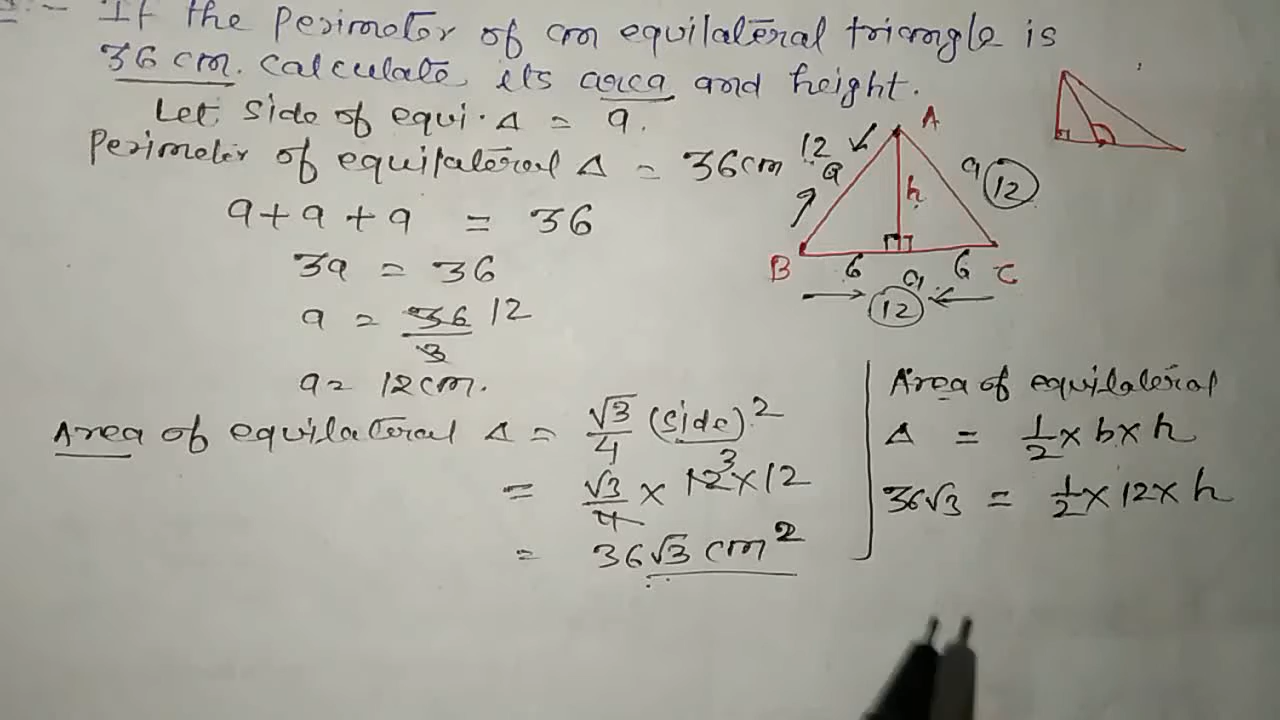 :- If the perimeter of an equilateral triangle is
36 cm. calculate its area and height.
Let side of equi. Δ = a.
Perimeter of equilateral Δ = 36cm
a + a + a = 36
3a = 36
a = 36/3 12
a = 12cm.
Area of equilateral Δ = √3/4 (side)²
= √3/4 × 12 3 × 12
= 36√3 cm²
A
12 a
h
a 12
B
6 a 6
C
12
Area of equilateral
Δ = 1/2 × b × h
36√3 = 1/2 × 12 × h